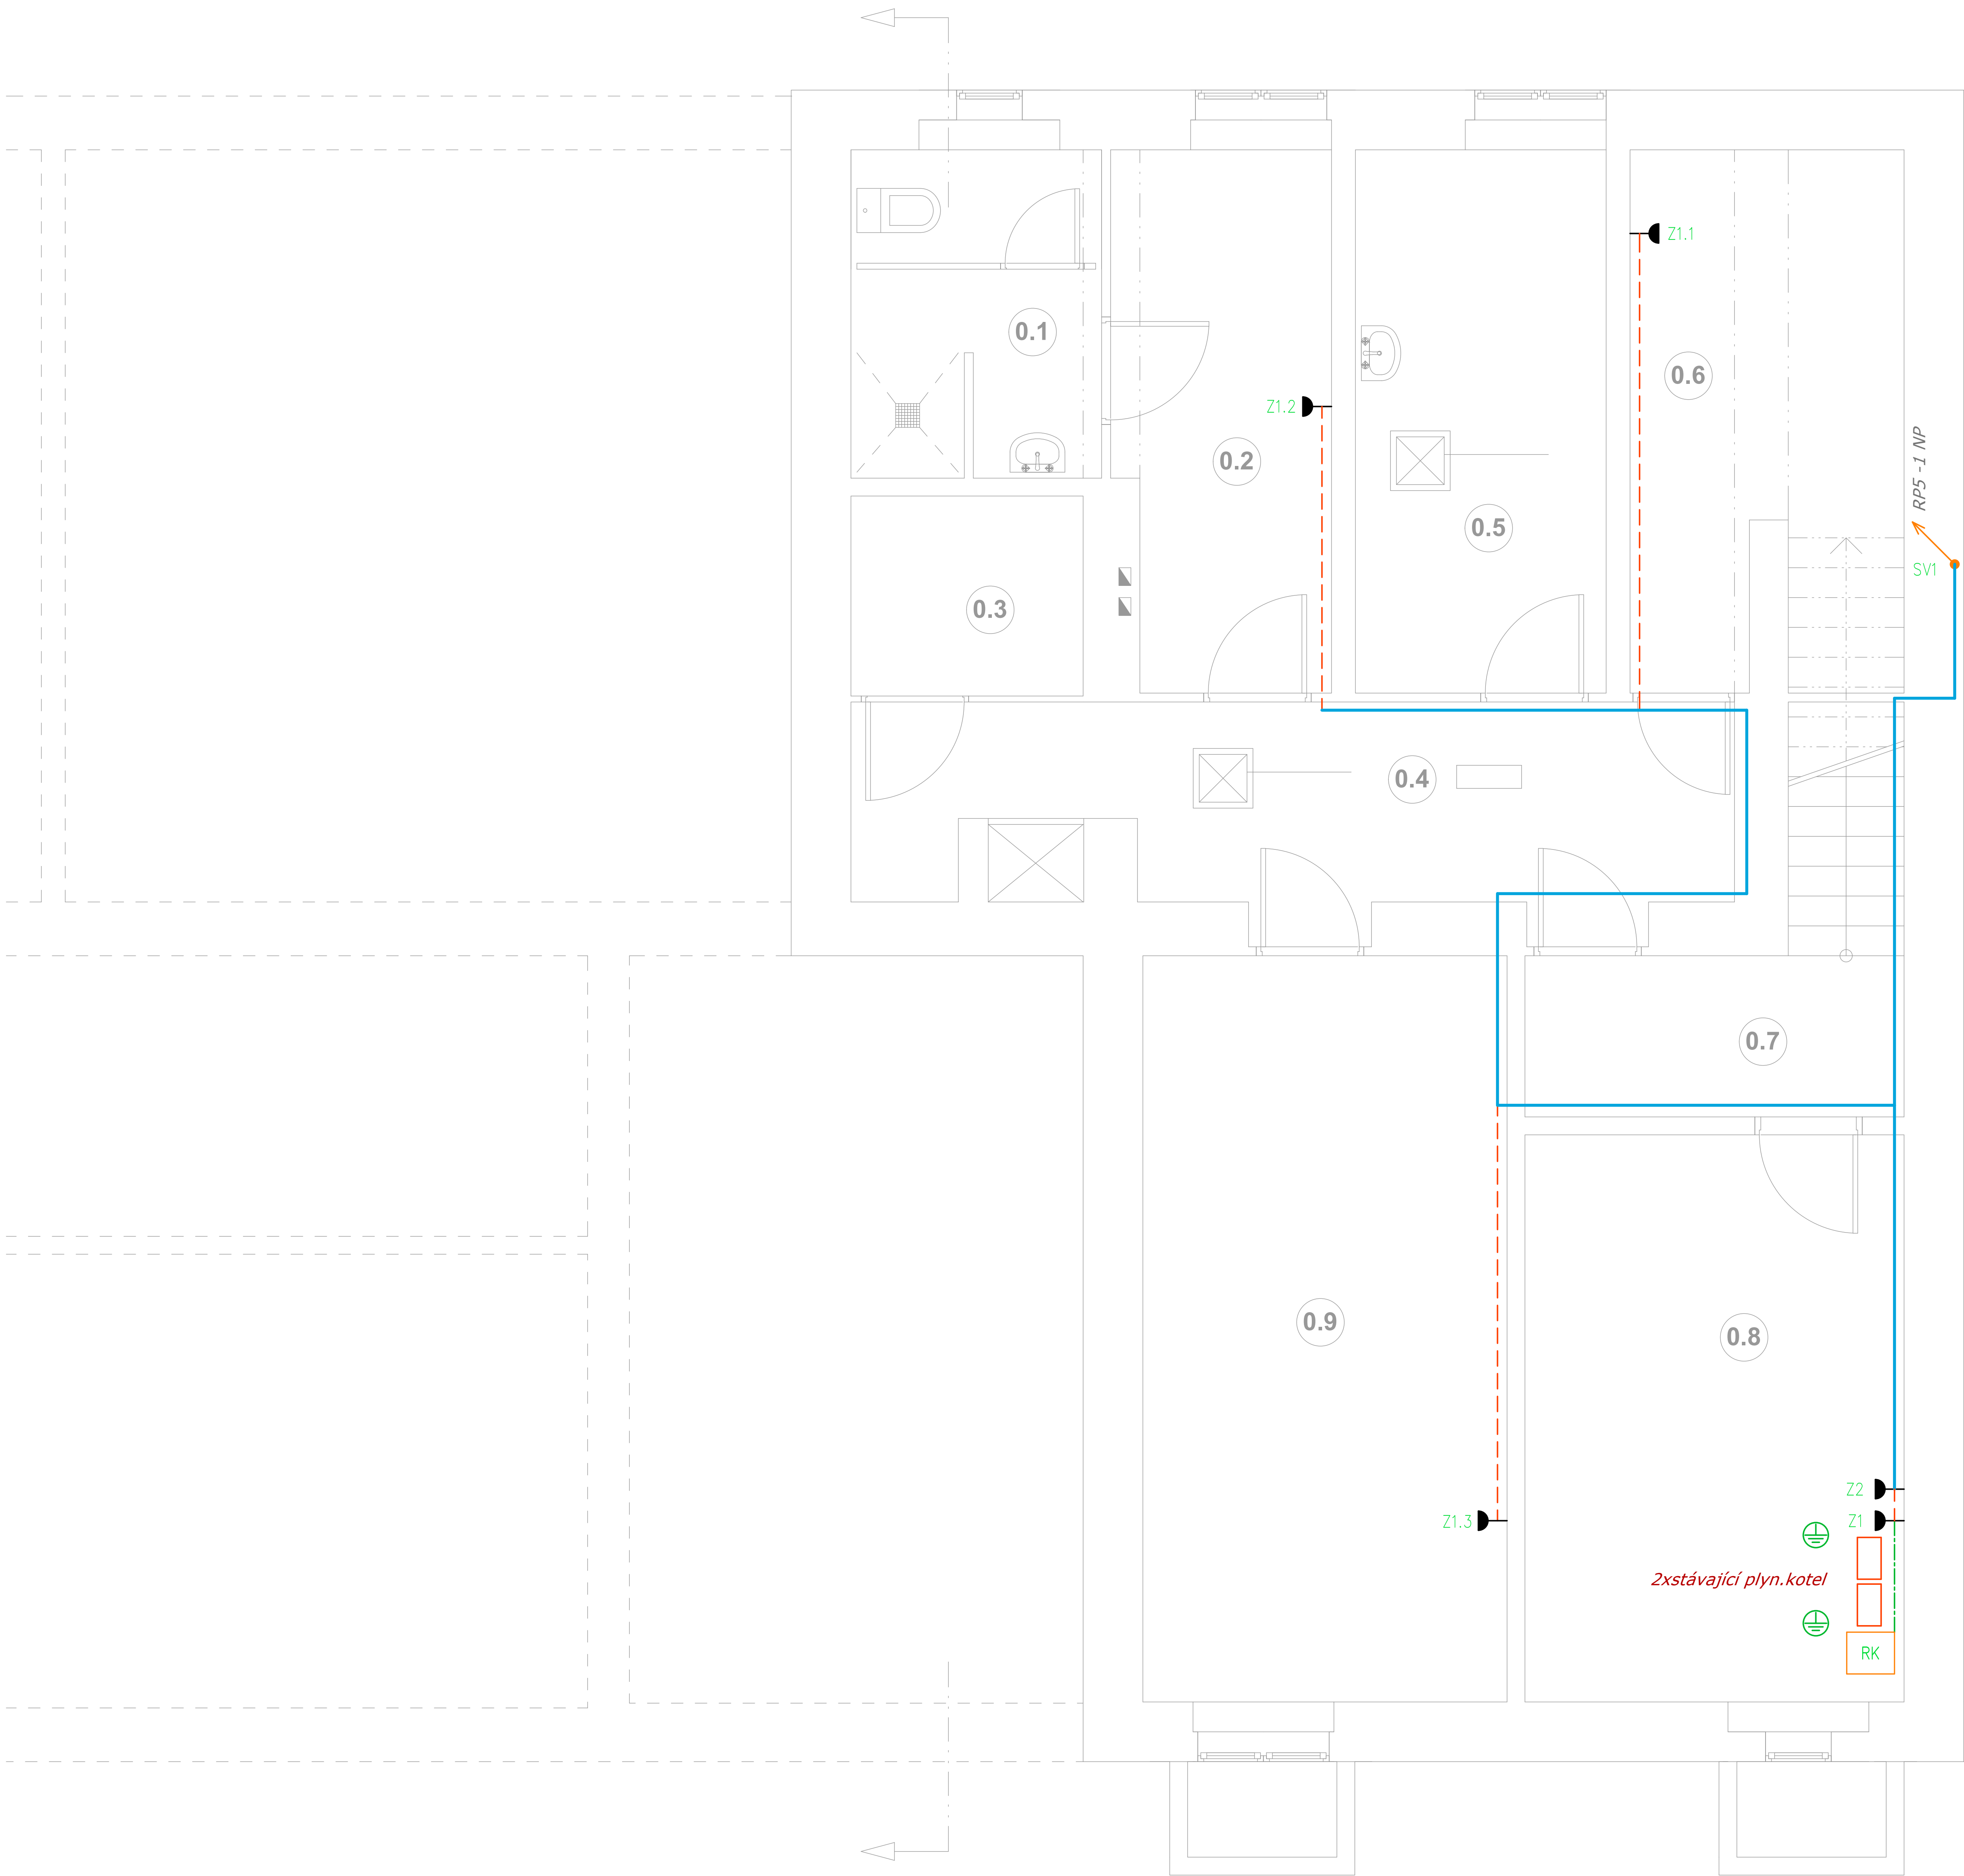 Z1.1
0.1
0.6
Z1.2
0.2
RP5 -1 NP
0.5
SV1
0.3
0.4
0.7
0.9
0.8
Z2
Z1.3
Z1
2xstávající plyn.kotel
RK